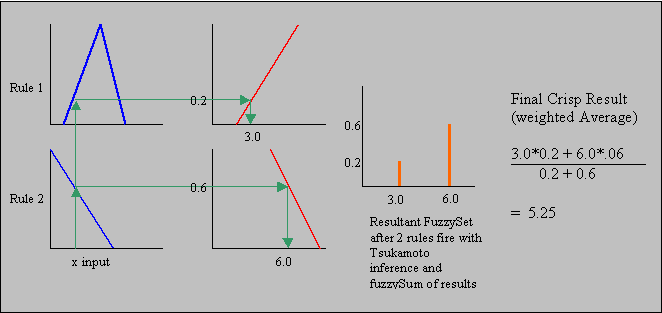 Rule 1
0.2
3.0
Rule 2
0.6
x input
6.0
0.6
0.2
3.0
6.0
Resultant FuzzySet
after 2 rules fire with
Tsukamoto
inference and
fuzzySum of results
Final Crisp Result
(weighted Average)
3.0*0.2 + 6.0*.06
0.2 + 0.6
= 5.25